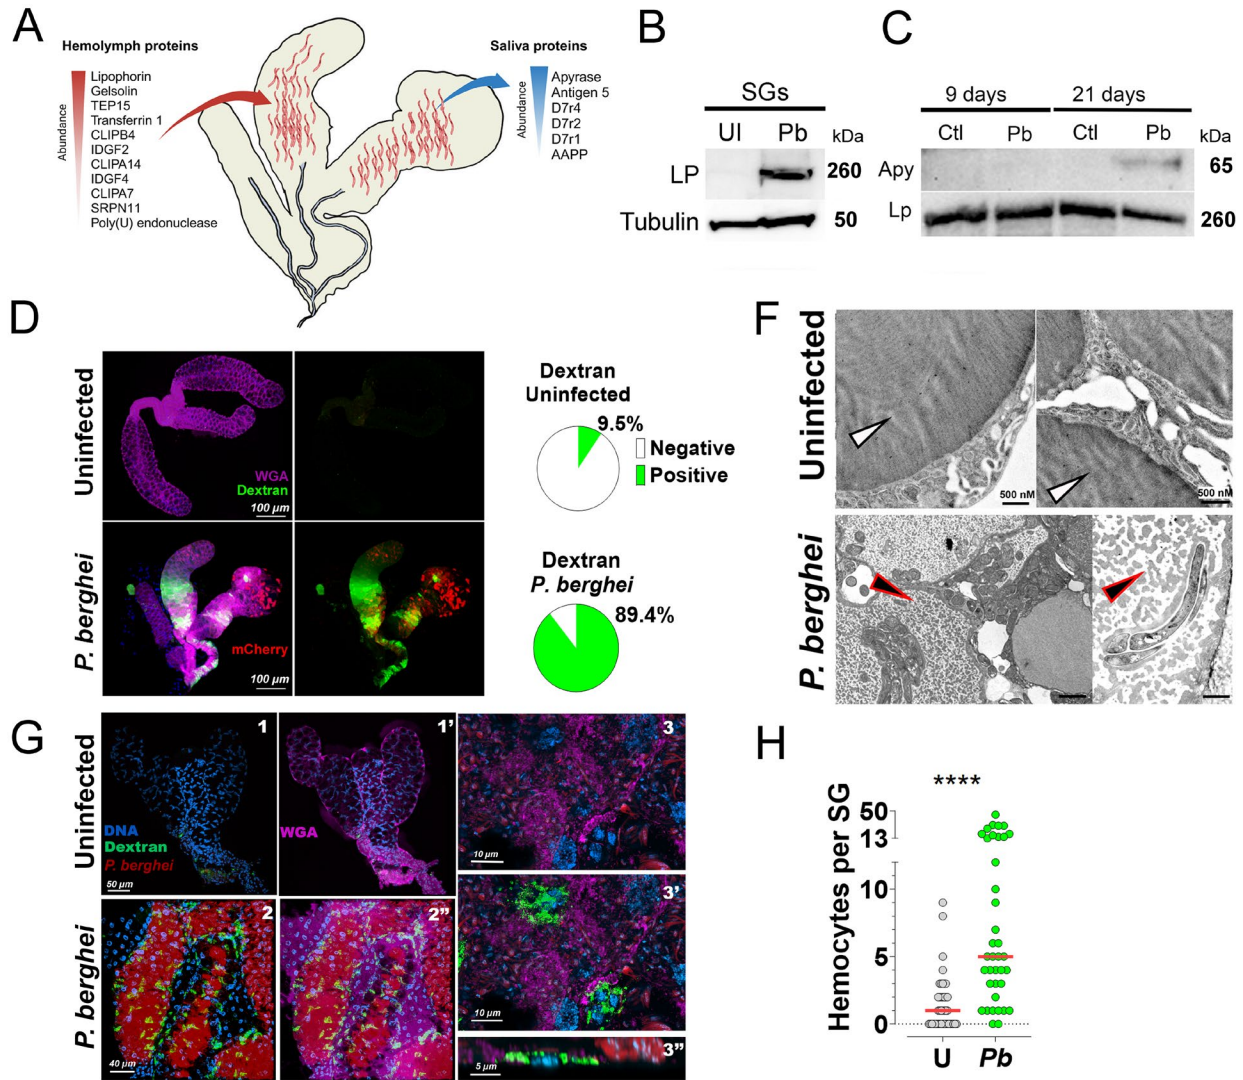 A
Hemolymph proteins
Abundance
Lipophorin
Gelsolin
TEP15
Transferrin 1
CLIPB4
IDGF2
CLIPA14
IDGF4
CLIPA7
SRPN11
Poly(U) endonuclease
Saliva proteins
Abundance
Apyrase
Antigen 5
D7r4
D7r2
D7r1
AAPP
B
SGs
UI Pb kDa
LP 260
Tubulin 50
C
9 days 21 days
Ctl Pb Ctl Pb kDa
Apy 65
Lp 260
D
Uninfected
WGA
Dextran
100 µm
P. berghei
mCherry
100 µm
Dextran
Uninfected
9.5%
Negative
Positive
Dextran
P. berghei
89.4%
F
Uninfected
500 nM
500 nM
P. berghei
G
Uninfected
1
DNA
Dextran
P. berghei
50 µm
1'
WGA
3
10 µm
P. berghei
2
40 µm
2"
3'
10 µm
3"
5 µm
H
****
Hemocytes per SG
50
13
10
5
0
U Pb